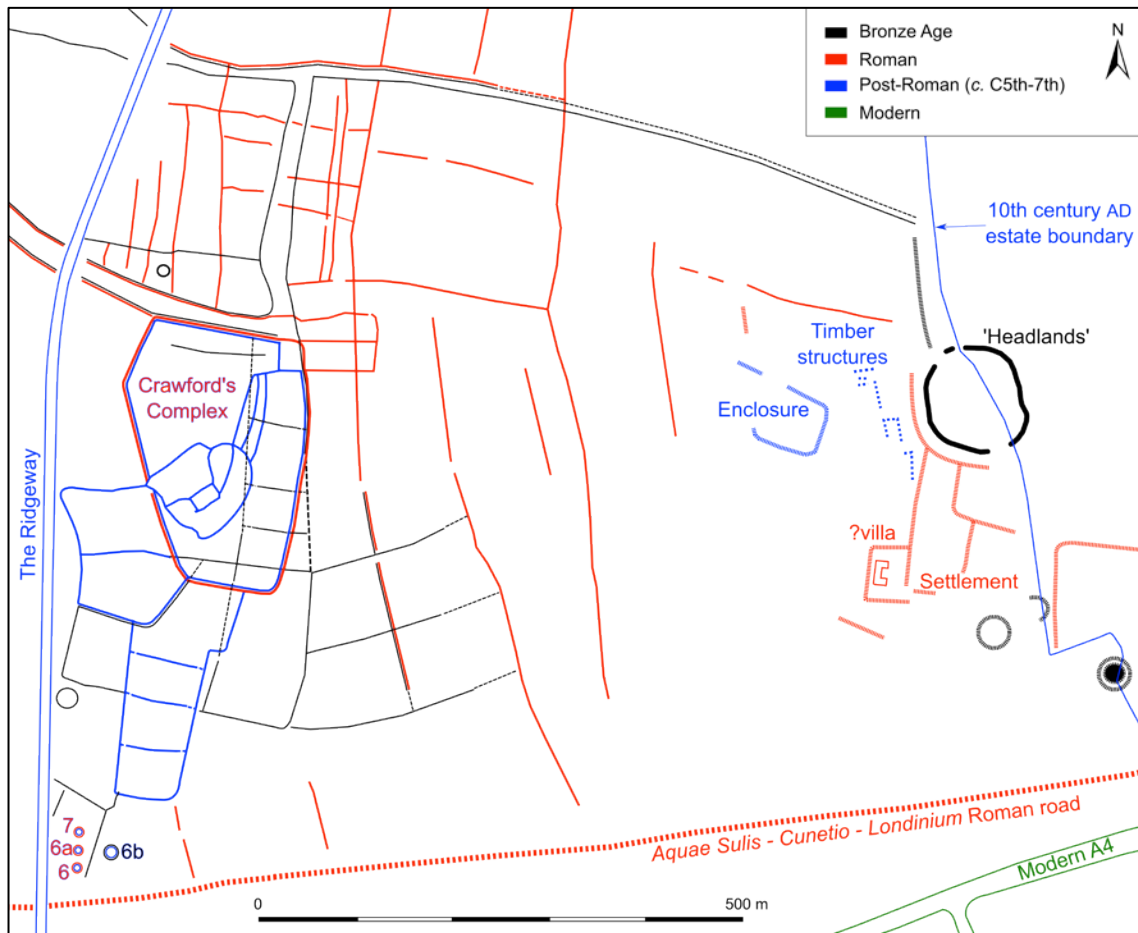 Bronze Age
Roman
Post-Roman (c. C5th-7th)
Modern
N
10th century AD
estate boundary
'Headlands'
Timber
structures
Enclosure
Crawford's
Complex
The Ridgeway
?villa
Settlement
7
6a
6
6b
Aquae Sulis - Cunetio - Londinium Roman road
Modern A4
0
500 m